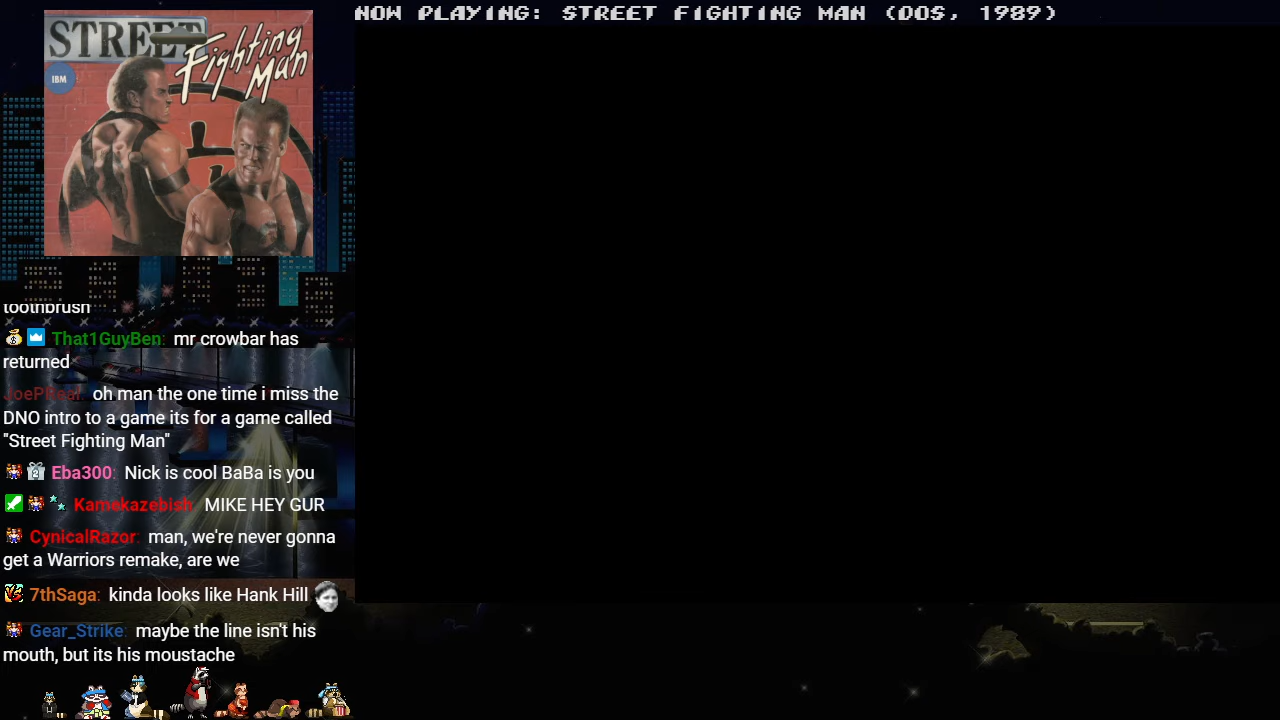 NOW PLAYING: STREET FIGHTING MAN (DOS, 1989)
STREET
Fighting
Man
IBM
toothbrush
That1GuyBen: mr crowbar has
returned
JoePReal: oh man the one time i miss the
DNO intro to a game its for a game called
"Street Fighting Man"
Eba300: Nick is cool BaBa is you
Kamekazebish: MIKE HEY GUR
CynicalRazor: man, we're never gonna
get a Warriors remake, are we
7thSaga: kinda looks like Hank Hill
Gear_Strike: maybe the line isn't his
mouth, but its his moustache